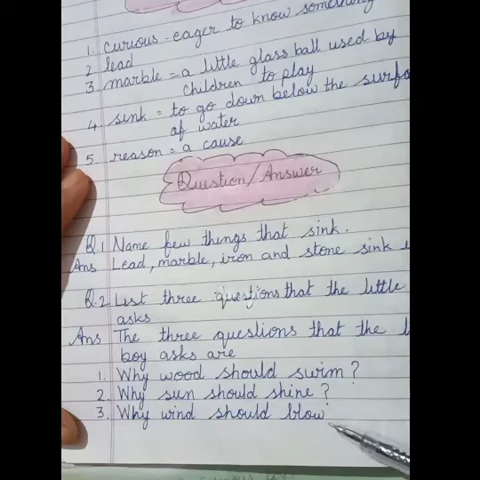 1. curious = eager to know something
2. lead
3. marble = a little glass ball used by
children to play
4. sink = to go down below the surfa
of water
5. reason = a cause
Question/Answer
Q.1 Name few things that sink.
Ans Lead, marble, iron and stone sink
Q.2 List three questions that the little
asks
Ans The three questions that the
boy asks are
1. Why wood should swim?
2. Why sun should shine?
3. Why wind should blow